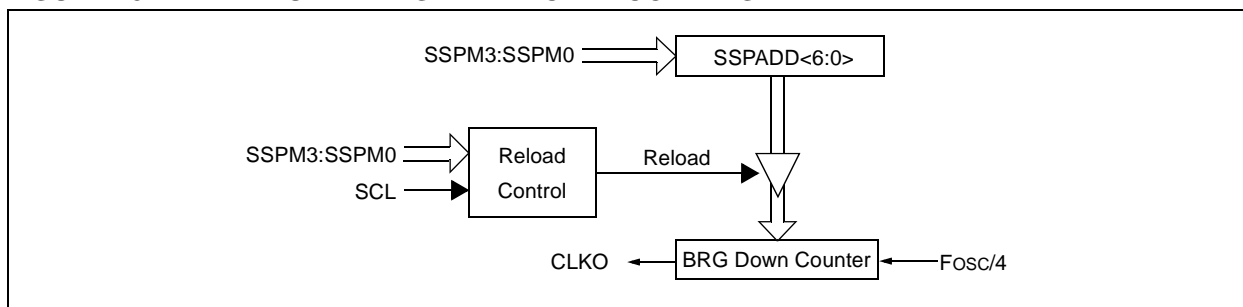 SSPM3:SSPM0
SSPADD<6:0>
SSPM3:SSPM0
SCL
Reload
Control
Reload
CLKO
BRG Down Counter
FOSC/4